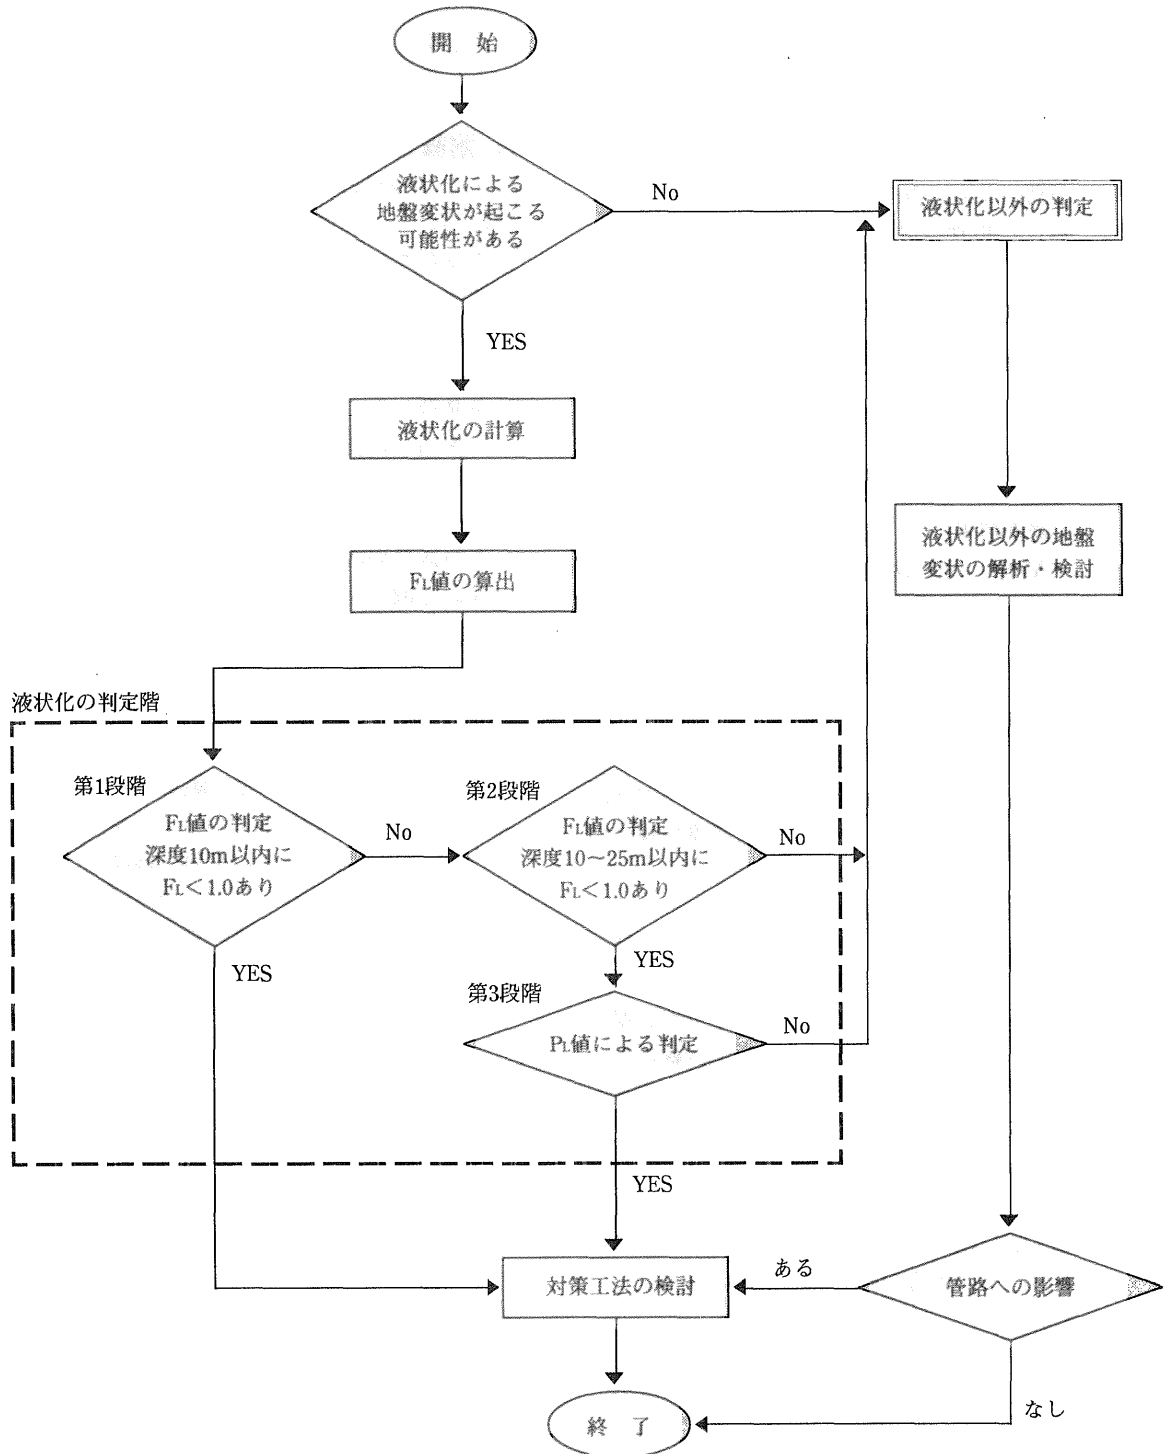 開 始
液状化による
地盤変状が起こる
可能性がある
No
液状化以外の判定
YES
液状化の計算
FL値の算出
液状化以外の地盤
変状の解析・検討
液状化の判定階
第1段階
FL値の判定
深度10m以内に
FL<1.0あり
No
第2段階
FL値の判定
深度10～25m以内に
FL<1.0あり
No
YES
YES
第3段階
PL値による判定
No
YES
対策工法の検討
ある
管路への影響
なし
終 了